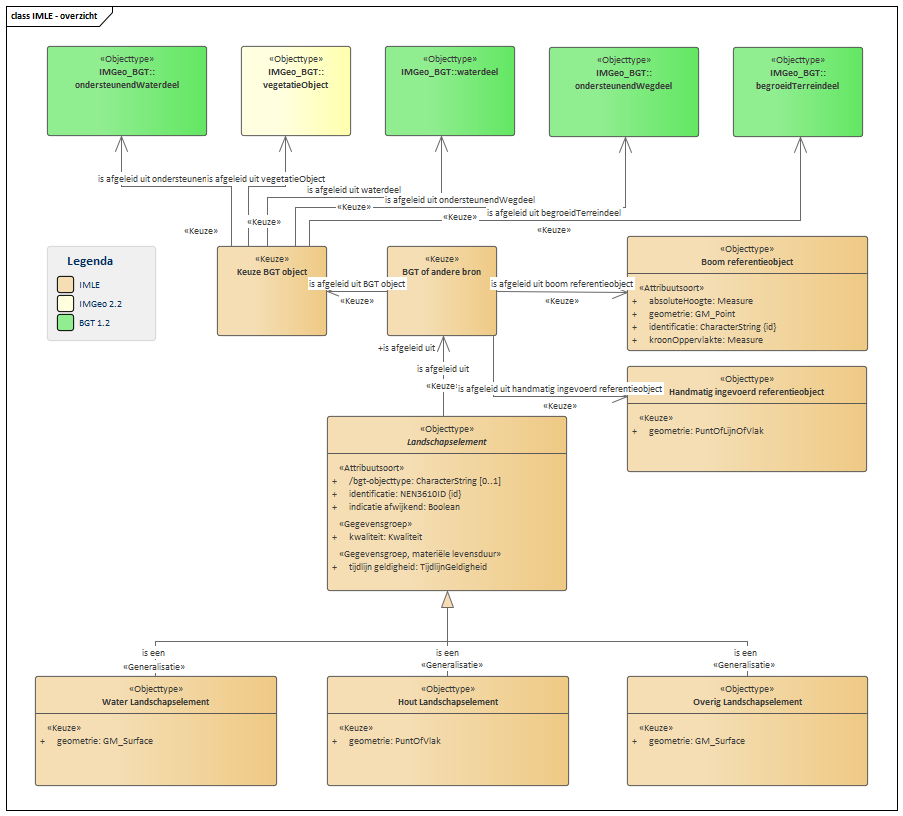 class IMLE - overzicht
«Objecttype»
IMGeo_BGT::
ondersteunendWaterdeel
«Objecttype»
IMGeo_BGT::
vegetatieObject
«Objecttype»
IMGeo_BGT::waterdeel
«Objecttype»
IMGeo_BGT::
ondersteunendWegdeel
«Objecttype»
IMGeo_BGT::
begroeidTerreindeel
is afgeleid uit ondersteunen
is afgeleid uit vegetatieObject
is afgeleid uit waterdeel
is afgeleid uit ondersteunendWegdeel
«Keuze»
is afgeleid uit begroeidTerreindeel
«Keuze»
«Keuze»
«Keuze»
«Keuze»
Legenda
IMLE
IMGeo 2.2
BGT 1.2
«Keuze»
Keuze BGT object
is afgeleid uit BGT object
«Keuze»
«Keuze»
BGT of andere bron
is afgeleid uit boom referentieobject
«Keuze»
«Objecttype»
Boom referentieobject
«Attribuutsoort»
+ absoluteHoogte: Measure
+ geometrie: GM_Point
+ identificatie: CharacterString {id}
+ kroonOppervlakte: Measure
+is afgeleid uit
is afgeleid uit
«Keuze»
is afgeleid uit handmatig ingevoerd referentieobject
«Keuze»
«Objecttype»
Handmatig ingevoerd referentieobject
«Keuze»
+ geometrie: PuntOfLijnOfVlak
«Objecttype»
Landschapselement
«Attribuutsoort»
+ /bgt-objecttype: CharacterString [0..1]
+ identificatie: NEN3610ID {id}
+ indicatie afwijkend: Boolean
«Gegevensgroep»
+ kwaliteit: Kwaliteit
«Gegevensgroep, materiële levensduur»
+ tijdlijn geldigheid: TijdlijnGeldigheid
is een
«Generalisatie»
is een
«Generalisatie»
is een
«Generalisatie»
«Objecttype»
Water Landschapselement
«Keuze»
+ geometrie: GM_Surface
«Objecttype»
Hout Landschapselement
«Keuze»
+ geometrie: PuntOfVlak
«Objecttype»
Overig Landschapselement
«Keuze»
+ geometrie: GM_Surface